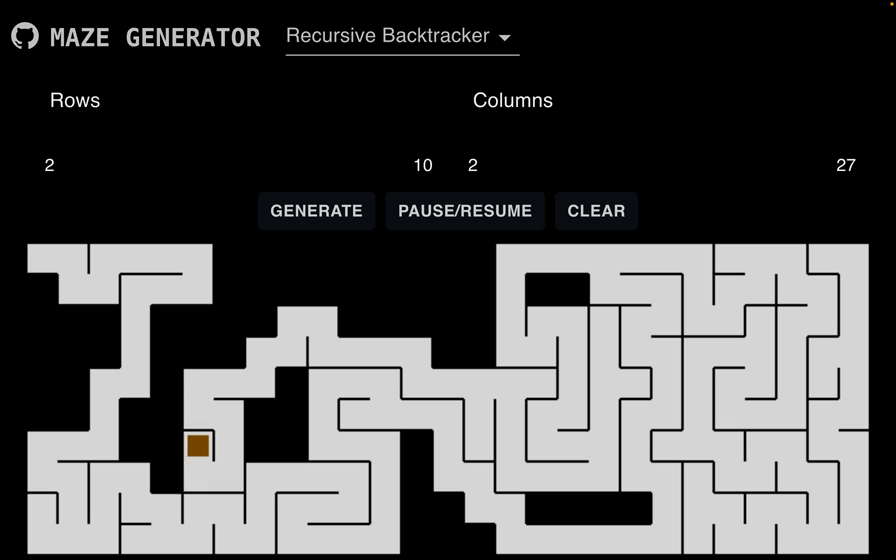 MAZE GENERATOR Recursive Backtracker
Rows Columns
2 10 2 27
GENERATE PAUSE/RESUME CLEAR